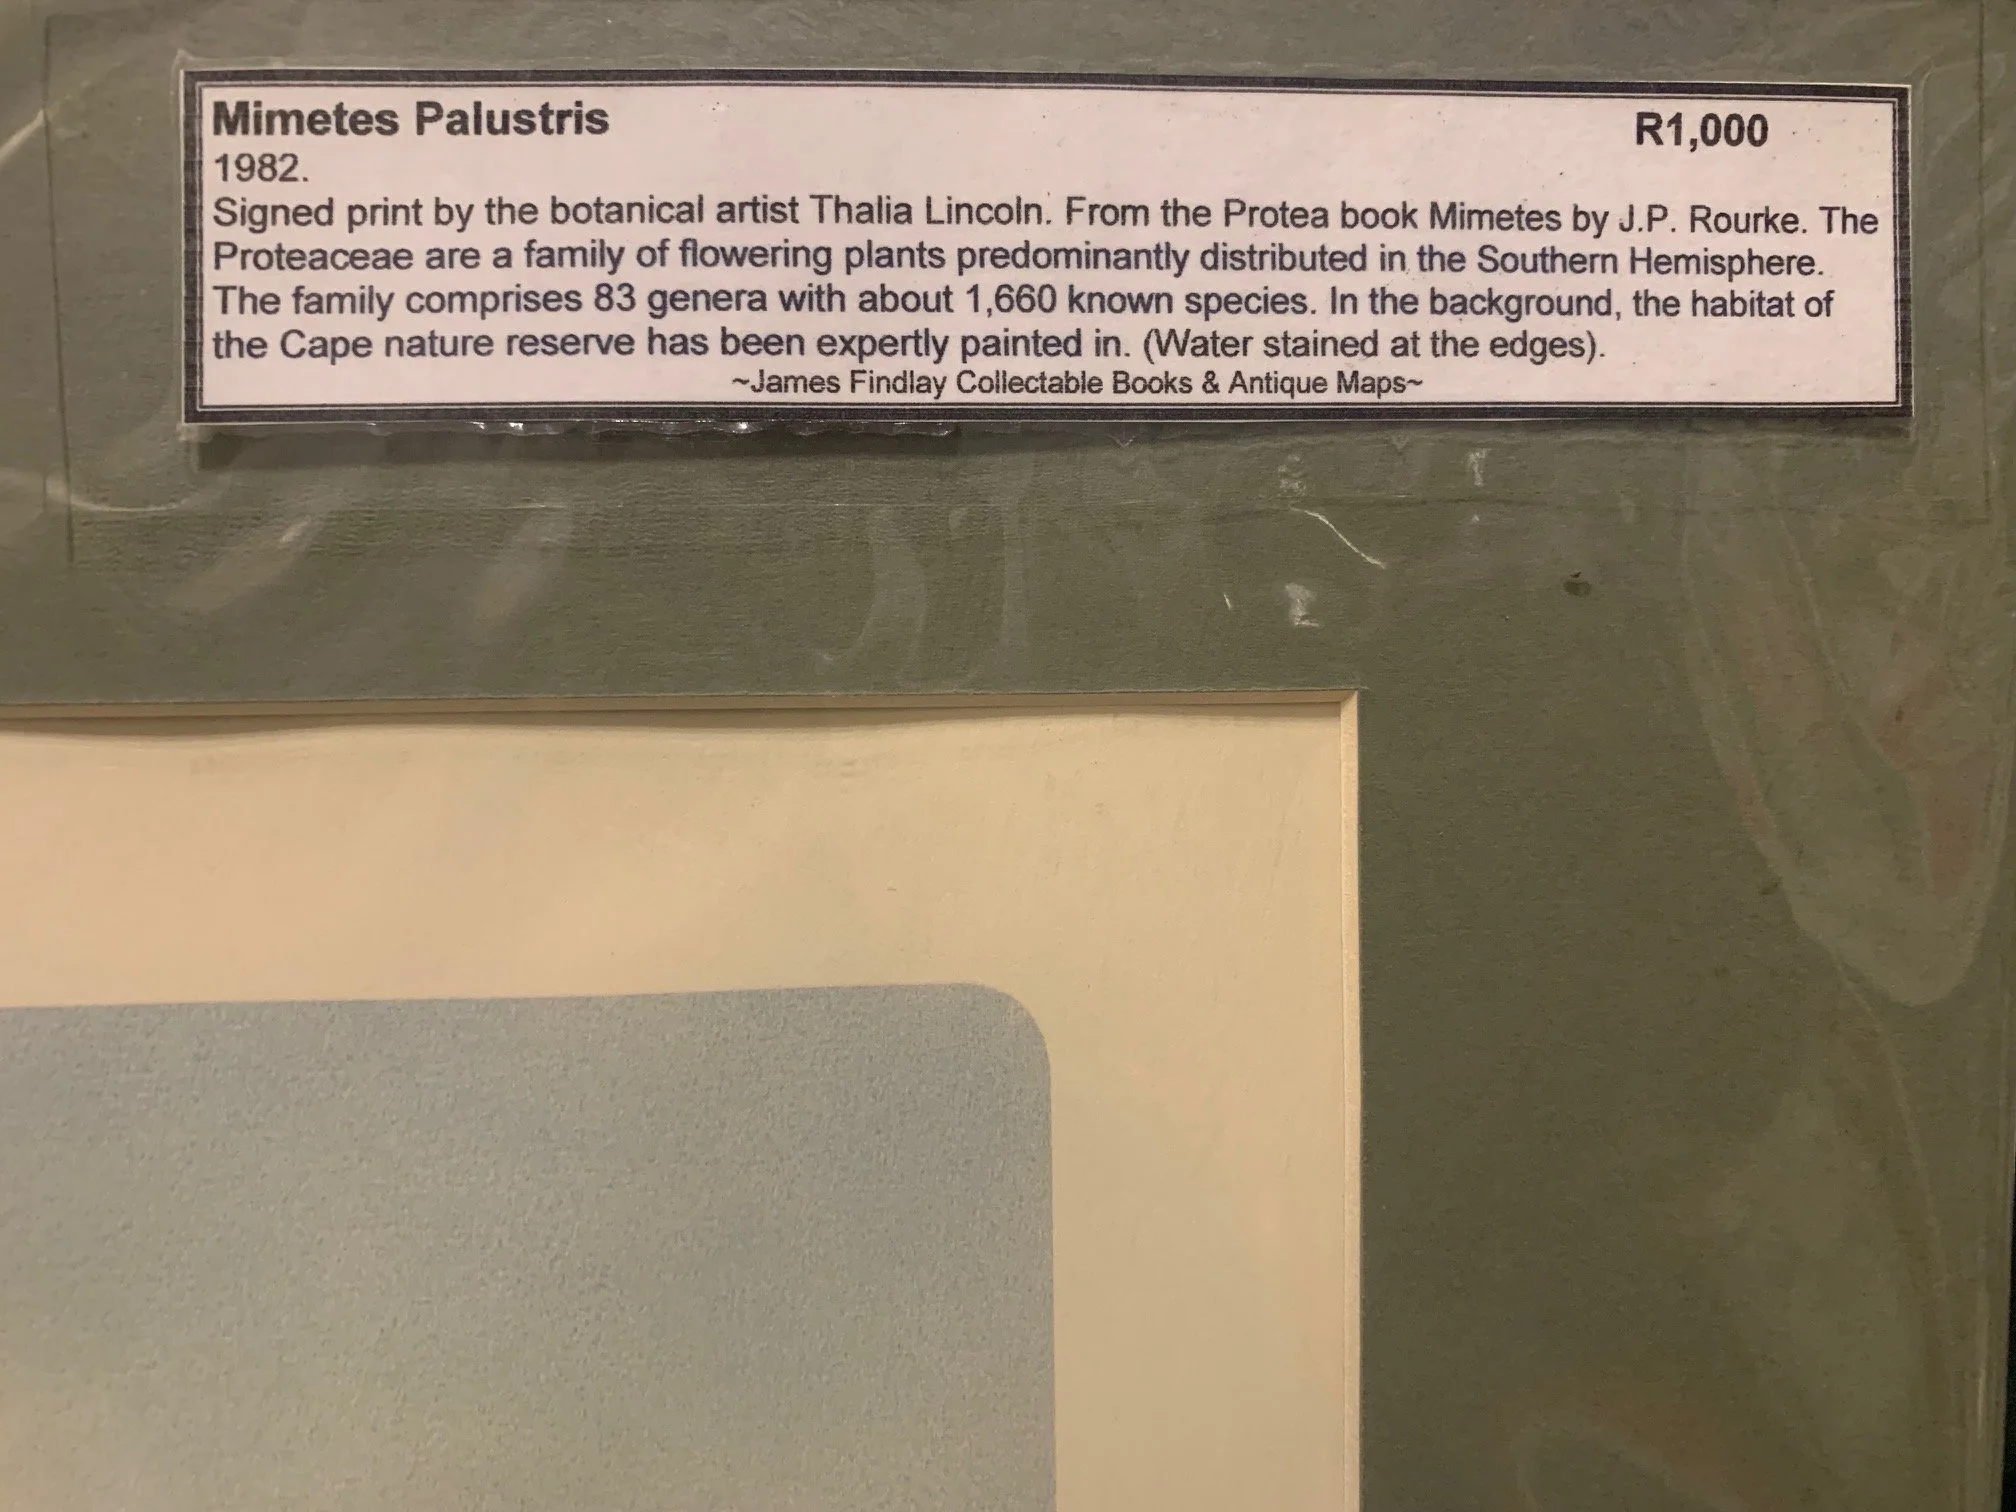 Mimetes Palustris R1,000
1982.
Signed print by the botanical artist Thalia Lincoln. From the Protea book Mimetes by J.P. Rourke. The
Proteaceae are a family of flowering plants predominantly distributed in the Southern Hemisphere.
The family comprises 83 genera with about 1,660 known species. In the background, the habitat of
the Cape nature reserve has been expertly painted in. (Water stained at the edges).
~James Findlay Collectable Books & Antique Maps~